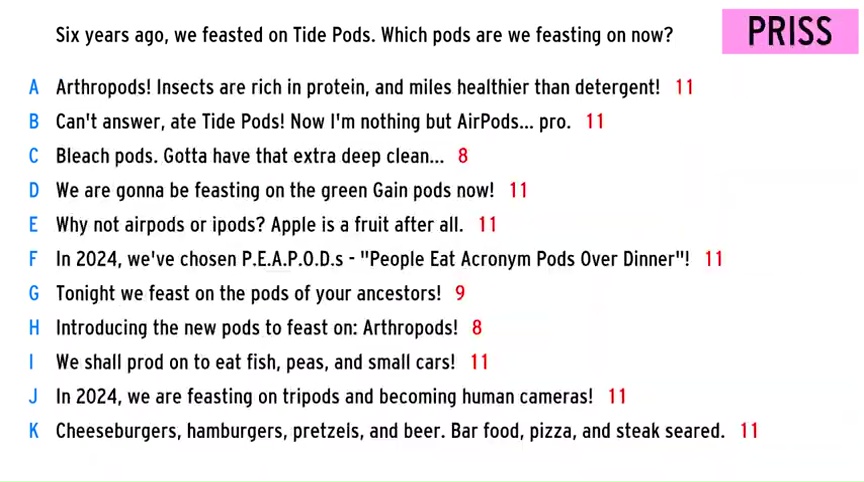 Six years ago, we feasted on Tide Pods. Which pods are we feasting on now?
PRISS
A Arthropods! Insects are rich in protein, and miles healthier than detergent! 11
B Can't answer, ate Tide Pods! Now I'm nothing but AirPods... pro. 11
C Bleach pods. Gotta have that extra deep clean... 8
D We are gonna be feasting on the green Gain pods now! 11
E Why not airpods or ipods? Apple is a fruit after all. 11
F In 2024, we've chosen P.E.A.P.O.D.s - "People Eat Acronym Pods Over Dinner"! 11
G Tonight we feast on the pods of your ancestors! 9
H Introducing the new pods to feast on: Arthropods! 8
I We shall prod on to eat fish, peas, and small cars! 11
J In 2024, we are feasting on tripods and becoming human cameras! 11
K Cheeseburgers, hamburgers, pretzels, and beer. Bar food, pizza, and steak seared. 11